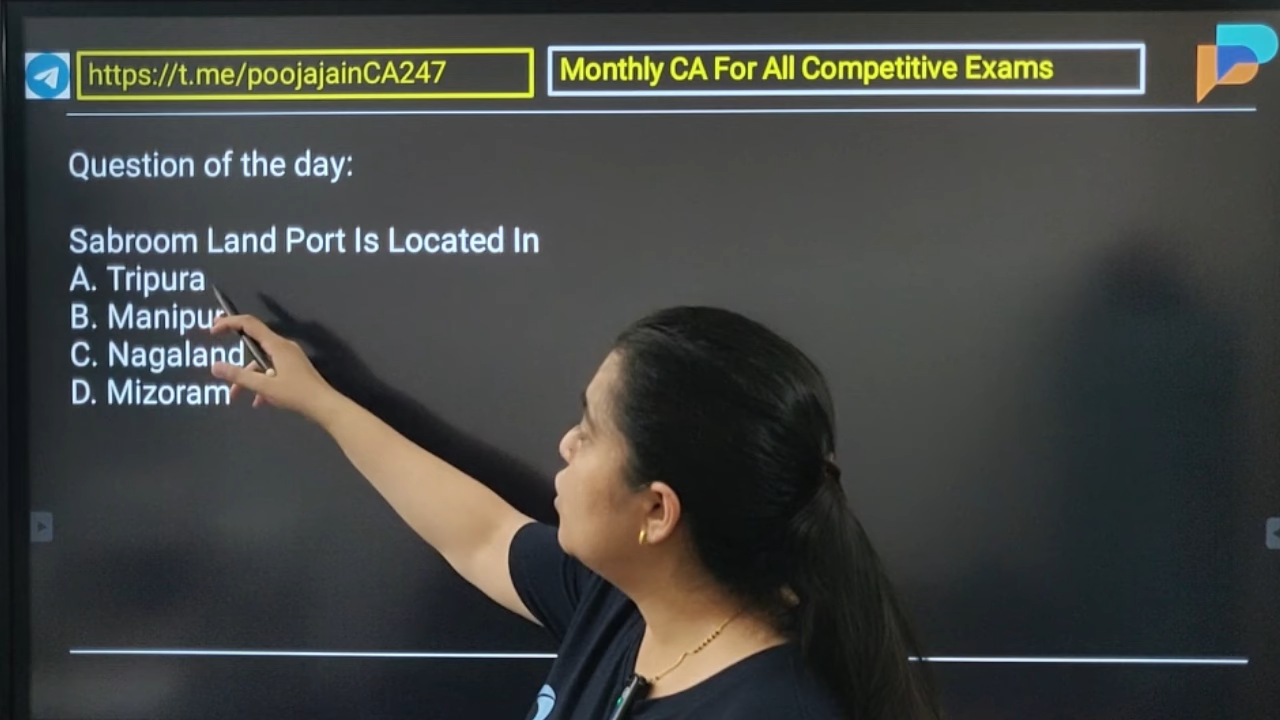 https://t.me/poojajainCA247
Monthly CA For All Competitive Exams
Question of the day:
Sabroom Land Port Is Located In
A. Tripura
B. Manipur
C. Nagaland
D. Mizoram